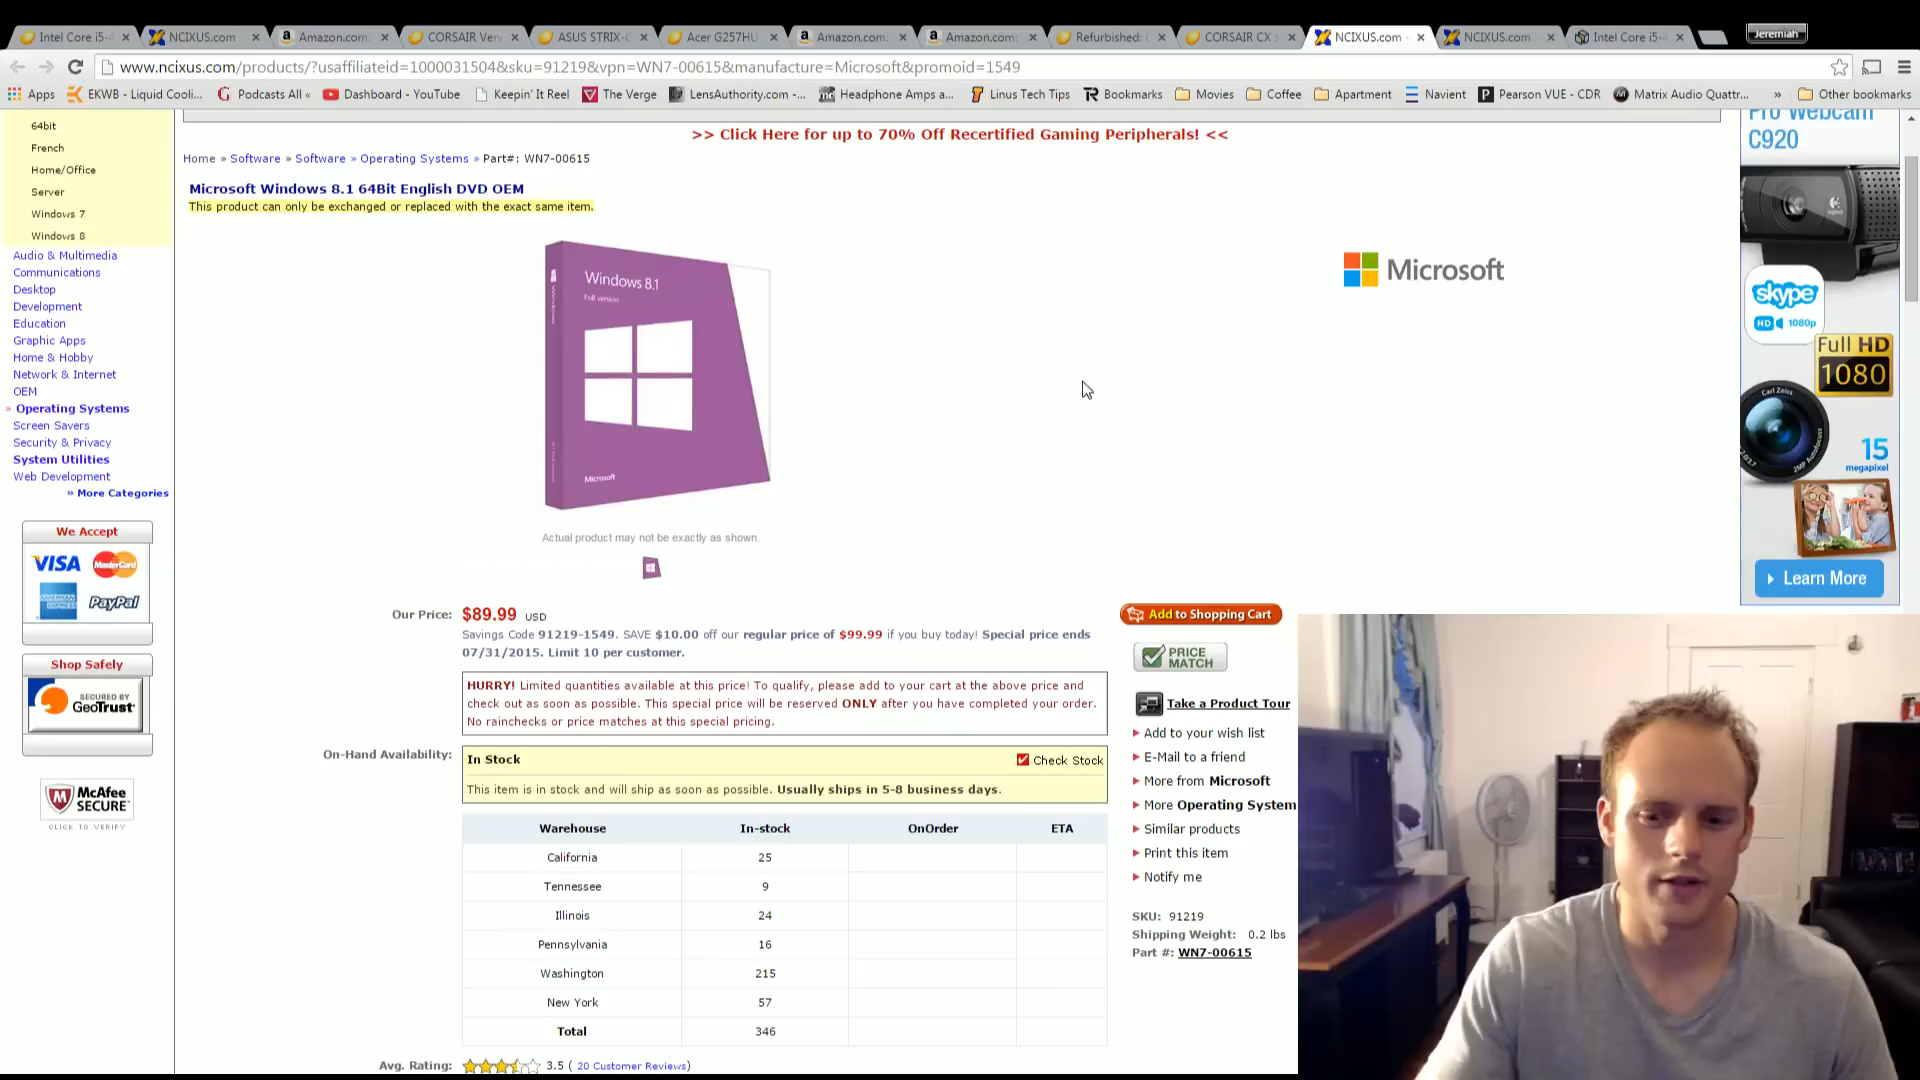 Intel Core i5-
NCIXUS.com
Amazon.com:
CORSAIR Ven
ASUS STRIX-G
Acer G257HU
Amazon.com:
Amazon.com:
Refurbished:
CORSAIR CX s
NCIXUS.com -
NCIXUS.com
Intel Core i5-
Jeremiah
www.ncixus.com/products/?usaffiliateid=1000031504&sku=91219&vpn=WN7-00615&manufacture=Microsoft&promoid=1549
Apps
EKWB - Liquid Cooli...
Podcasts All «
Dashboard - YouTube
Keepin' It Reel
The Verge
LensAuthority.com -...
Headphone Amps a...
Linus Tech Tips
Bookmarks
Movies
Coffee
Apartment
Navient
Pearson VUE - CDR
Matrix Audio Quattr...
»
Other bookmarks
64bit
French
Home/Office
Server
Windows 7
Windows 8
Audio & Multimedia
Communications
Desktop
Development
Education
Graphic Apps
Home & Hobby
Network & Internet
OEM
» Operating Systems
Screen Savers
Security & Privacy
System Utilities
Web Development
» More Categories
We Accept
VISA MasterCard
AMERICAN EXPRESS PayPal
Shop Safely
SECURED BY
GeoTrust
McAfee
SECURE
CLICK TO VERIFY
>> Click Here for up to 70% Off Recertified Gaming Peripherals! <<
Home » Software » Software » Operating Systems » Part#: WN7-00615
Microsoft Windows 8.1 64Bit English DVD OEM
This product can only be exchanged or replaced with the exact same item.
Windows 8.1
Full version
Microsoft
Microsoft
Actual product may not be exactly as shown.
Our Price: $89.99 USD
Savings Code 91219-1549. SAVE $10.00 off our regular price of $99.99 if you buy today! Special price ends
07/31/2015. Limit 10 per customer.
HURRY! Limited quantities available at this price! To qualify, please add to your cart at the above price and
check out as soon as possible. This special price will be reserved ONLY after you have completed your order.
No rainchecks or price matches at this special pricing.
On-Hand Availability: In Stock Check Stock
This item is in stock and will ship as soon as possible. Usually ships in 5-8 business days.
Warehouse In-stock OnOrder ETA
California 25
Tennessee 9
Illinois 24
Pennsylvania 16
Washington 215
New York 57
Total 346
Avg. Rating: 3.5 ( 20 Customer Reviews)
Add to Shopping Cart
PRICE
MATCH
Take a Product Tour
Add to your wish list
E-Mail to a friend
More from Microsoft
More Operating System
Similar products
Print this item
Notify me
SKU: 91219
Shipping Weight: 0.2 lbs
Part #: WN7-00615
Pro Webcam
C920
skype
HD 1080p
Full HD
1080
Carl Zeiss
15
megapixel
Learn More